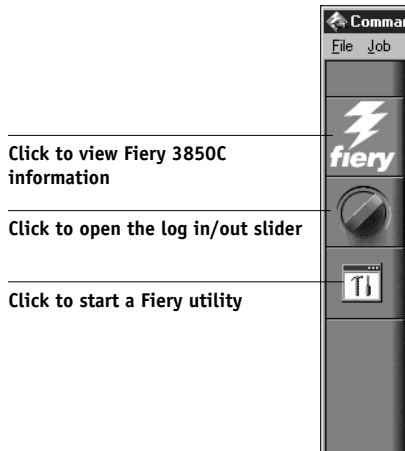 Comman
File Job
fiery
Click to view Fiery 3850C
information
Click to open the log in/out slider
Click to start a Fiery utility